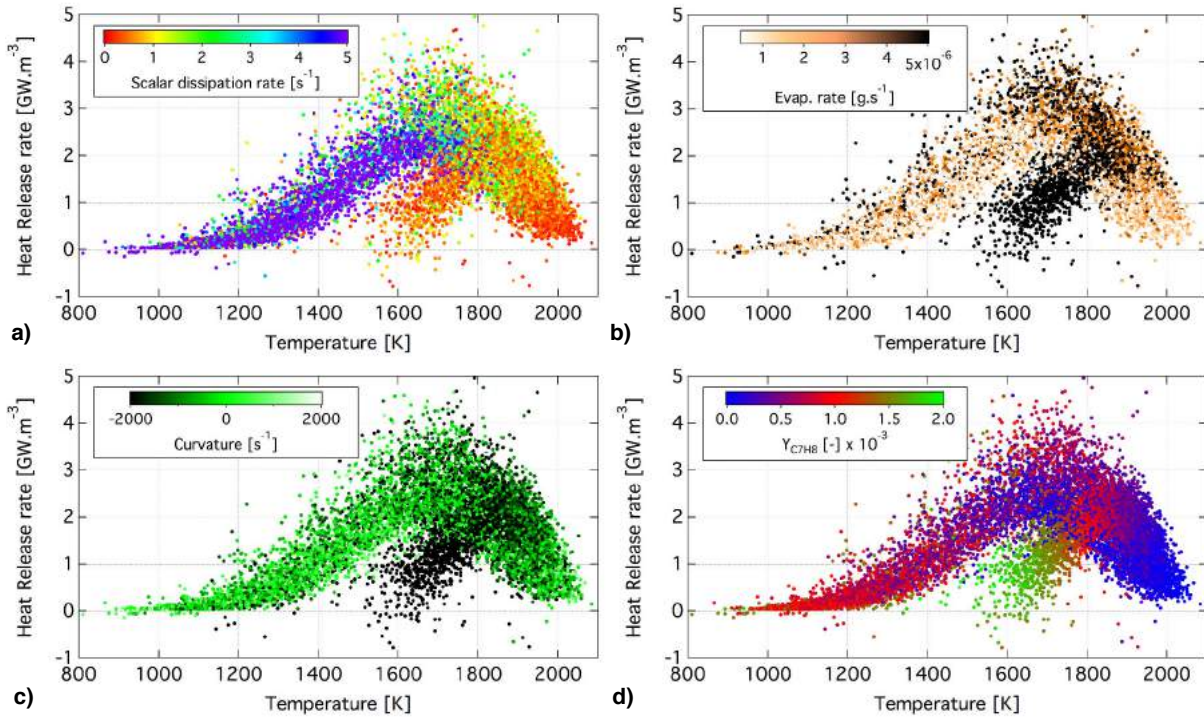 5
4
3
2
1
0
-1
Heat Release rate [GW.m⁻³]
0 1 2 3 4 5
Scalar dissipation rate [s⁻¹]
800 1000 1200 1400 1600 1800 2000
Temperature [K]
a)
5
4
3
2
1
0
-1
Heat Release rate [GW.m⁻³]
1 2 3 4 5x10⁻⁶
Evap. rate [g.s⁻¹]
800 1000 1200 1400 1600 1800 2000
Temperature [K]
b)
5
4
3
2
1
0
-1
Heat Release rate [GW.m⁻³]
-2000 0 2000
Curvature [s⁻¹]
800 1000 1200 1400 1600 1800 2000
Temperature [K]
c)
5
4
3
2
1
0
-1
Heat Release rate [GW.m⁻³]
0.0 0.5 1.0 1.5 2.0
Y_C7H8 [-] x 10⁻³
800 1000 1200 1400 1600 1800 2000
Temperature [K]
d)